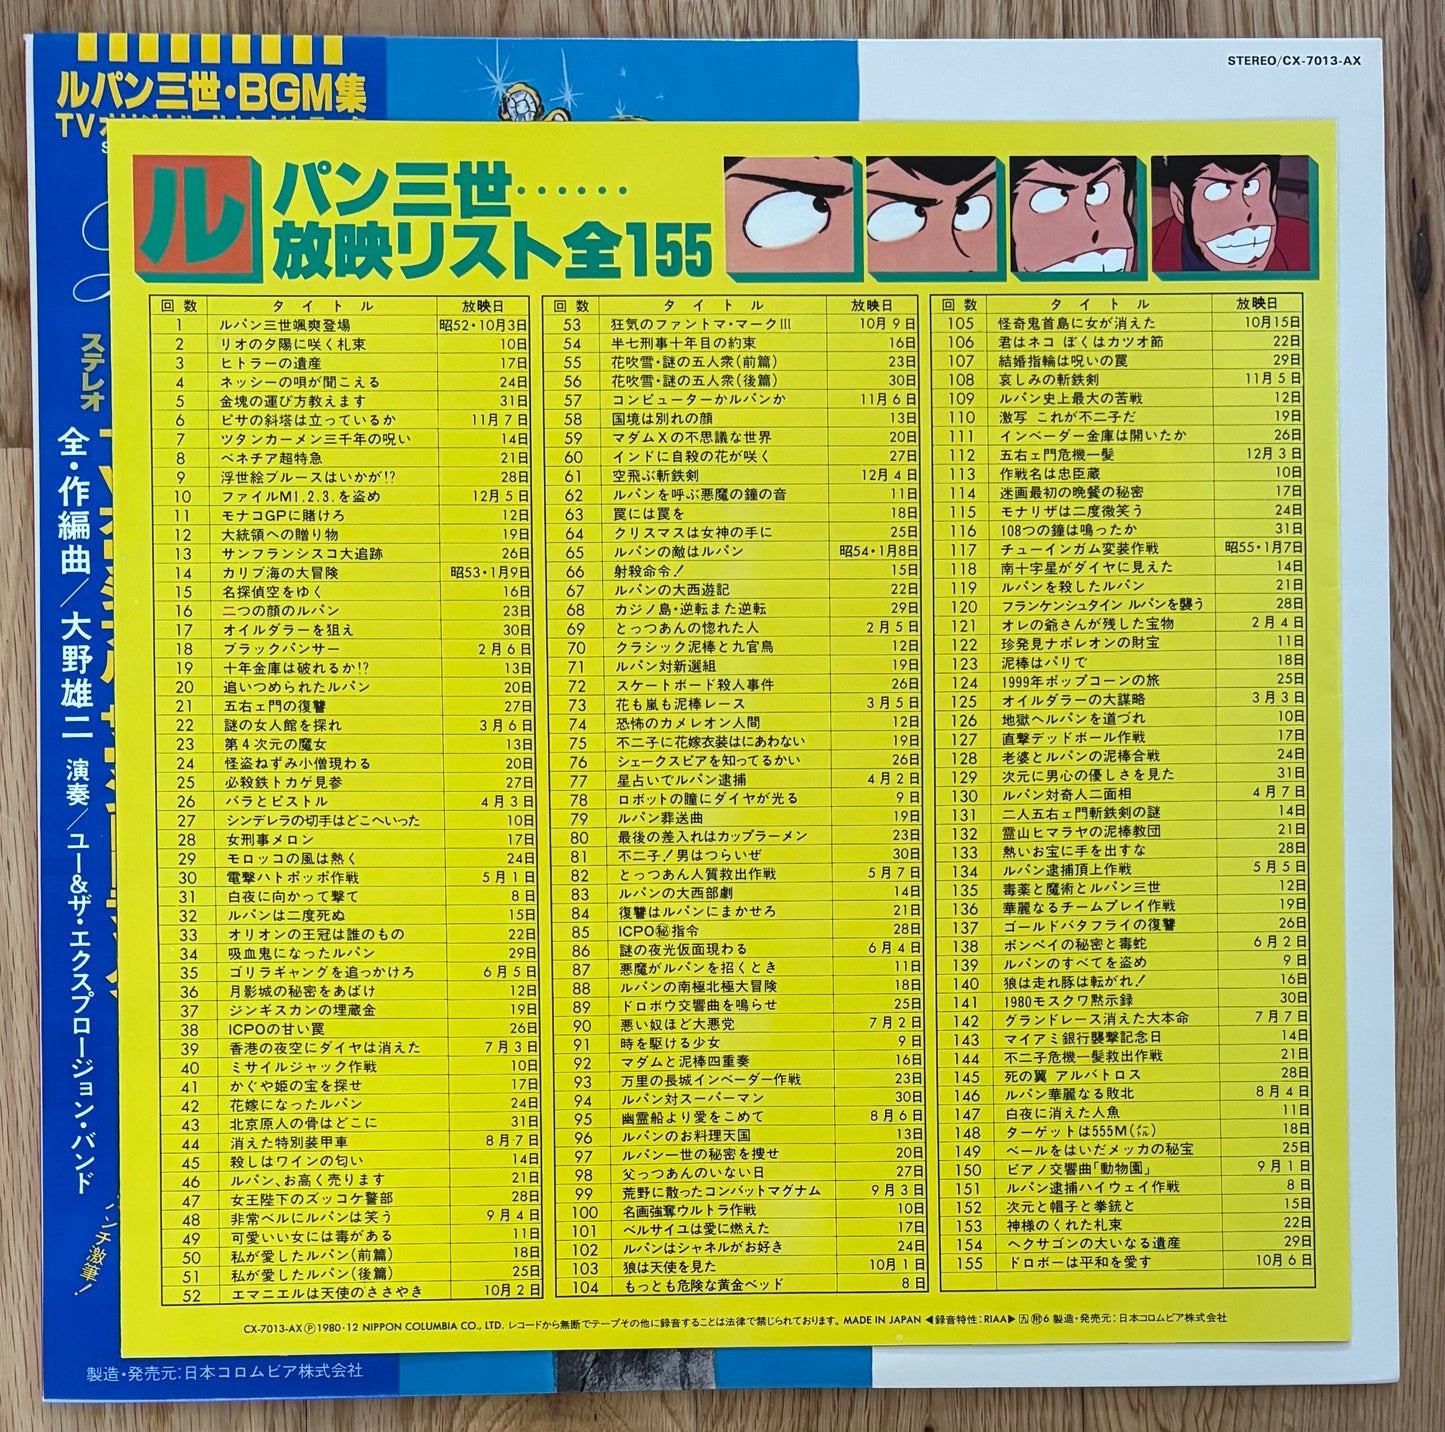 STEREO/CX-7013-AX
ルパン三世・BGM集
ステレオ
全・作編曲/大野雄二
演奏/ユー&ザ・エクスプロージョン・バンド
パンチ激筆!
製造・発売元:日本コロムビア株式会社
ルパン三世……
放映リスト全155
回数 タイトル 放映日
1 ルパン三世颯爽登場 昭52・10月3日
2 リオの夕陽に咲く札束 10日
3 ヒトラーの遺産 17日
4 ネッシーの唄が聞こえる 24日
5 金塊の運び方教えます 31日
6 ピサの斜塔は立っているか 11月7日
7 ツタンカーメン三千年の呪い 14日
8 ベネチア超特急 21日
9 浮世絵ブルースはいかが!? 28日
10 ファイルM1.2.3.を盗め 12月5日
11 モナコGPに賭けろ 12日
12 大統領への贈り物 19日
13 サンフランシスコ大追跡 26日
14 カリブ海の大冒険 昭53・1月9日
15 名探偵空をゆく 16日
16 二つの顔のルパン 23日
17 オイルダラーを狙え 30日
18 ブラックパンサー 2月6日
19 十年金庫は破れるか!? 13日
20 追いつめられたルパン 20日
21 五右ェ門の復讐 27日
22 謎の女人館を探れ 3月6日
23 第4次元の魔女 13日
24 怪盗ねずみ小僧現わる 20日
25 必殺鉄トカゲ見参 27日
26 バラとピストル 4月3日
27 シンデレラの切手はどこへいった 10日
28 女刑事メロン 17日
29 モロッコの風は熱く 24日
30 電撃ハトポッポ作戦 5月1日
31 白夜に向かって撃て 8日
32 ルパンは二度死ぬ 15日
33 オリオンの王冠は誰のもの 22日
34 吸血鬼になったルパン 29日
35 ゴリラギャングを追っかけろ 6月5日
36 月影城の秘密をあばけ 12日
37 ジンギスカンの埋蔵金 19日
38 ICPOの甘い罠 26日
39 香港の夜空にダイヤは消えた 7月3日
40 ミサイルジャック作戦 10日
41 かぐや姫の宝を探せ 17日
42 花嫁になったルパン 24日
43 北京原人の骨はどこに 31日
44 消えた特別装甲車 8月7日
45 殺しはワインの匂い 14日
46 ルパン、お高く売ります 21日
47 女王陛下のズッコケ警部 28日
48 非常ベルにルパンは笑う 9月4日
49 可愛いい女には毒がある 11日
50 私が愛したルパン(前篇) 18日
51 私が愛したルパン(後篇) 25日
52 エマニエルは天使のささやき 10月2日
回数 タイトル 放映日
53 狂気のファントマ・マークIII 10月9日
54 半七刑事十年目の約束 16日
55 花吹雪・謎の五人衆(前篇) 23日
56 花吹雪・謎の五人衆(後篇) 30日
57 コンピューターかルパンか 11月6日
58 国境は別れの顔 13日
59 マダムXの不思議な世界 20日
60 インドに自殺の花が咲く 27日
61 空飛ぶ斬鉄剣 12月4日
62 ルパンを呼ぶ悪魔の鐘の音 11日
63 罠には罠を 18日
64 クリスマスは女神の手に 25日
65 ルパンの敵はルパン 昭54・1月8日
66 射殺命令! 15日
67 ルパンの大西遊記 22日
68 カジノ島・逆転また逆転 29日
69 とっつあんの惚れた人 2月5日
70 クラシック泥棒と九官鳥 12日
71 ルパン対新選組 19日
72 スケートボード殺人事件 26日
73 花も嵐も泥棒レース 3月5日
74 恐怖のカメレオン人間 12日
75 不二子に花嫁衣装はにあわない 19日
76 シェークスピアを知ってるかい 26日
77 星占いでルパン逮捕 4月2日
78 ロボットの瞳にダイヤが光る 9日
79 ルパン葬送曲 19日
80 最後の差入れはカップラーメン 23日
81 不二子!男はつらいぜ 30日
82 とっつあん人質救出作戦 5月7日
83 ルパンの大西部劇 14日
84 復讐はルパンにまかせろ 21日
85 ICPO㊙指令 28日
86 謎の夜光仮面現わる 6月4日
87 悪魔がルパンを招くとき 11日
88 ルパンの南極北極大冒険 18日
89 ドロボウ交響曲を鳴らせ 25日
90 悪い奴ほど大悪党 7月2日
91 時を駆ける少女 9日
92 マダムと泥棒四重奏 16日
93 万里の長城インベーダー作戦 23日
94 ルパン対スーパーマン 30日
95 幽霊船より愛をこめて 8月6日
96 ルパンのお料理天国 13日
97 ルパン一世の秘密を捜せ 20日
98 父っつあんのいない日 27日
99 荒野に散ったコンバットマグナム 9月3日
100 名画強奪ウルトラ作戦 10日
101 ベルサイユは愛に燃えた 17日
102 ルパンはシャネルがお好き 24日
103 狼は天使を見た 10月1日
104 もっとも危険な黄金ベッド 8日
回数 タイトル 放映日
105 怪奇鬼首島に女が消えた 10月15日
106 君はネコ ぼくはカツオ節 22日
107 結婚指輪は呪いの罠 29日
108 哀しみの斬鉄剣 11月5日
109 ルパン史上最大の苦戦 12日
110 激写 これが不二子だ 19日
111 インベーダー金庫は開いたか 26日
112 五右ェ門危機一髪 12月3日
113 作戦名は忠臣蔵 10日
114 迷画最初の晩餐の秘密 17日
115 モナリザは二度微笑う 24日
116 108つの鐘は鳴ったか 31日
117 チューインガム変装作戦 昭55・1月7日
118 南十字星がダイヤに見えた 14日
119 ルパンを殺したルパン 21日
120 フランケンシュタイン ルパンを襲う 28日
121 オレの爺さんが残した宝物 2月4日
122 珍発見ナポレオンの財宝 11日
123 泥棒はパリで 18日
124 1999年ポップコーンの旅 25日
125 オイルダラーの大謀略 3月3日
126 地獄へルパンを道づれ 10日
127 直撃デッドボール作戦 17日
128 老婆とルパンの泥棒合戦 24日
129 次元に男心の優しさを見た 31日
130 ルパン対奇人二面相 4月7日
131 二人五右ェ門斬鉄剣の謎 14日
132 霊山ヒマラヤの泥棒教団 21日
133 熱いお宝に手を出すな 28日
134 ルパン逮捕頂上作戦 5月5日
135 毒薬と魔術とルパン三世 12日
136 華麗なるチームプレイ作戦 19日
137 ゴールドバタフライの復讐 26日
138 ポンペイの秘密と毒蛇 6月2日
139 ルパンのすべてを盗め 9日
140 狼は走れ豚は転がれ! 16日
141 1980モスクワ黙示録 30日
142 グランドレース消えた大本命 7月7日
143 マイアミ銀行襲撃記念日 14日
144 不二子危機一髪救出作戦 21日
145 死の翼 アルバトロス 28日
146 ルパン華麗なる敗北 8月4日
147 白夜に消えた人魚 11日
148 ターゲットは555M(㍍) 18日
149 ベールをはいだメッカの秘宝 25日
150 ピアノ交響曲「動物園」 9月1日
151 ルパン逮捕ハイウェイ作戦 8日
152 次元と帽子と拳銃と 15日
153 神様のくれた札束 22日
154 ヘクサゴンの大いなる遺産 29日
155 ドロボーは平和を愛す 10月6日
CX-7013-AX Ⓟ1980・12 NIPPON COLUMBIA CO., LTD. レコードから無断でテープその他に録音することは法律で禁じられております。 MADE IN JAPAN ◀録音特性:RIAA▶ 6 製造・発売元:日本コロムビア株式会社